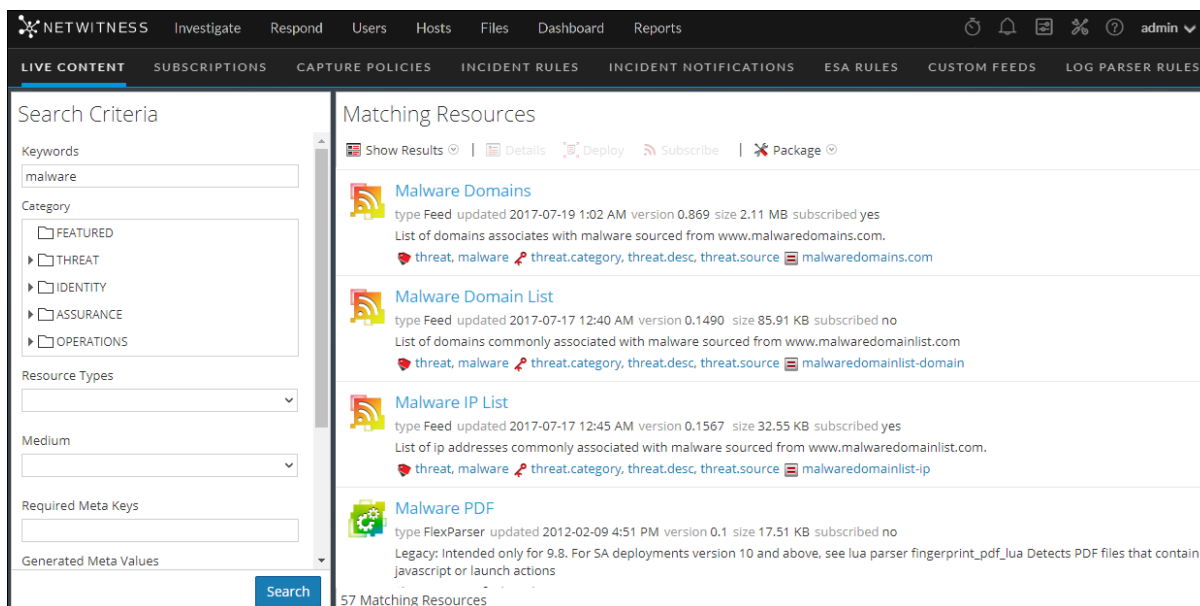 NETWITNESS Investigate Respond Users Hosts Files Dashboard Reports admin
LIVE CONTENT SUBSCRIPTIONS CAPTURE POLICIES INCIDENT RULES INCIDENT NOTIFICATIONS ESA RULES CUSTOM FEEDS LOG PARSER RULES
Search Criteria
Keywords
malware
Category
FEATURED
THREAT
IDENTITY
ASSURANCE
OPERATIONS
Resource Types
Medium
Required Meta Keys
Generated Meta Values
Search
Matching Resources
Show Results | Details Deploy Subscribe | Package
Malware Domains
type Feed updated 2017-07-19 1:02 AM version 0.869 size 2.11 MB subscribed yes
List of domains associates with malware sourced from www.malwaredomains.com.
threat, malware threat.category, threat.desc, threat.source malwaredomains.com
Malware Domain List
type Feed updated 2017-07-17 12:40 AM version 0.1490 size 85.91 KB subscribed no
List of domains commonly associated with malware sourced from www.malwaredomainlist.com
threat, malware threat.category, threat.desc, threat.source malwaredomainlist-domain
Malware IP List
type Feed updated 2017-07-17 12:45 AM version 0.1567 size 32.55 KB subscribed yes
List of ip addresses commonly associated with malware sourced from www.malwaredomainlist.com.
threat, malware threat.category, threat.desc, threat.source malwaredomainlist-ip
Malware PDF
type FlexParser updated 2012-02-09 4:51 PM version 0.1 size 17.51 KB subscribed no
Legacy: Intended only for 9.8. For SA deployments version 10 and above, see lua parser fingerprint_pdf_lua Detects PDF files that contain
javascript or launch actions
57 Matching Resources